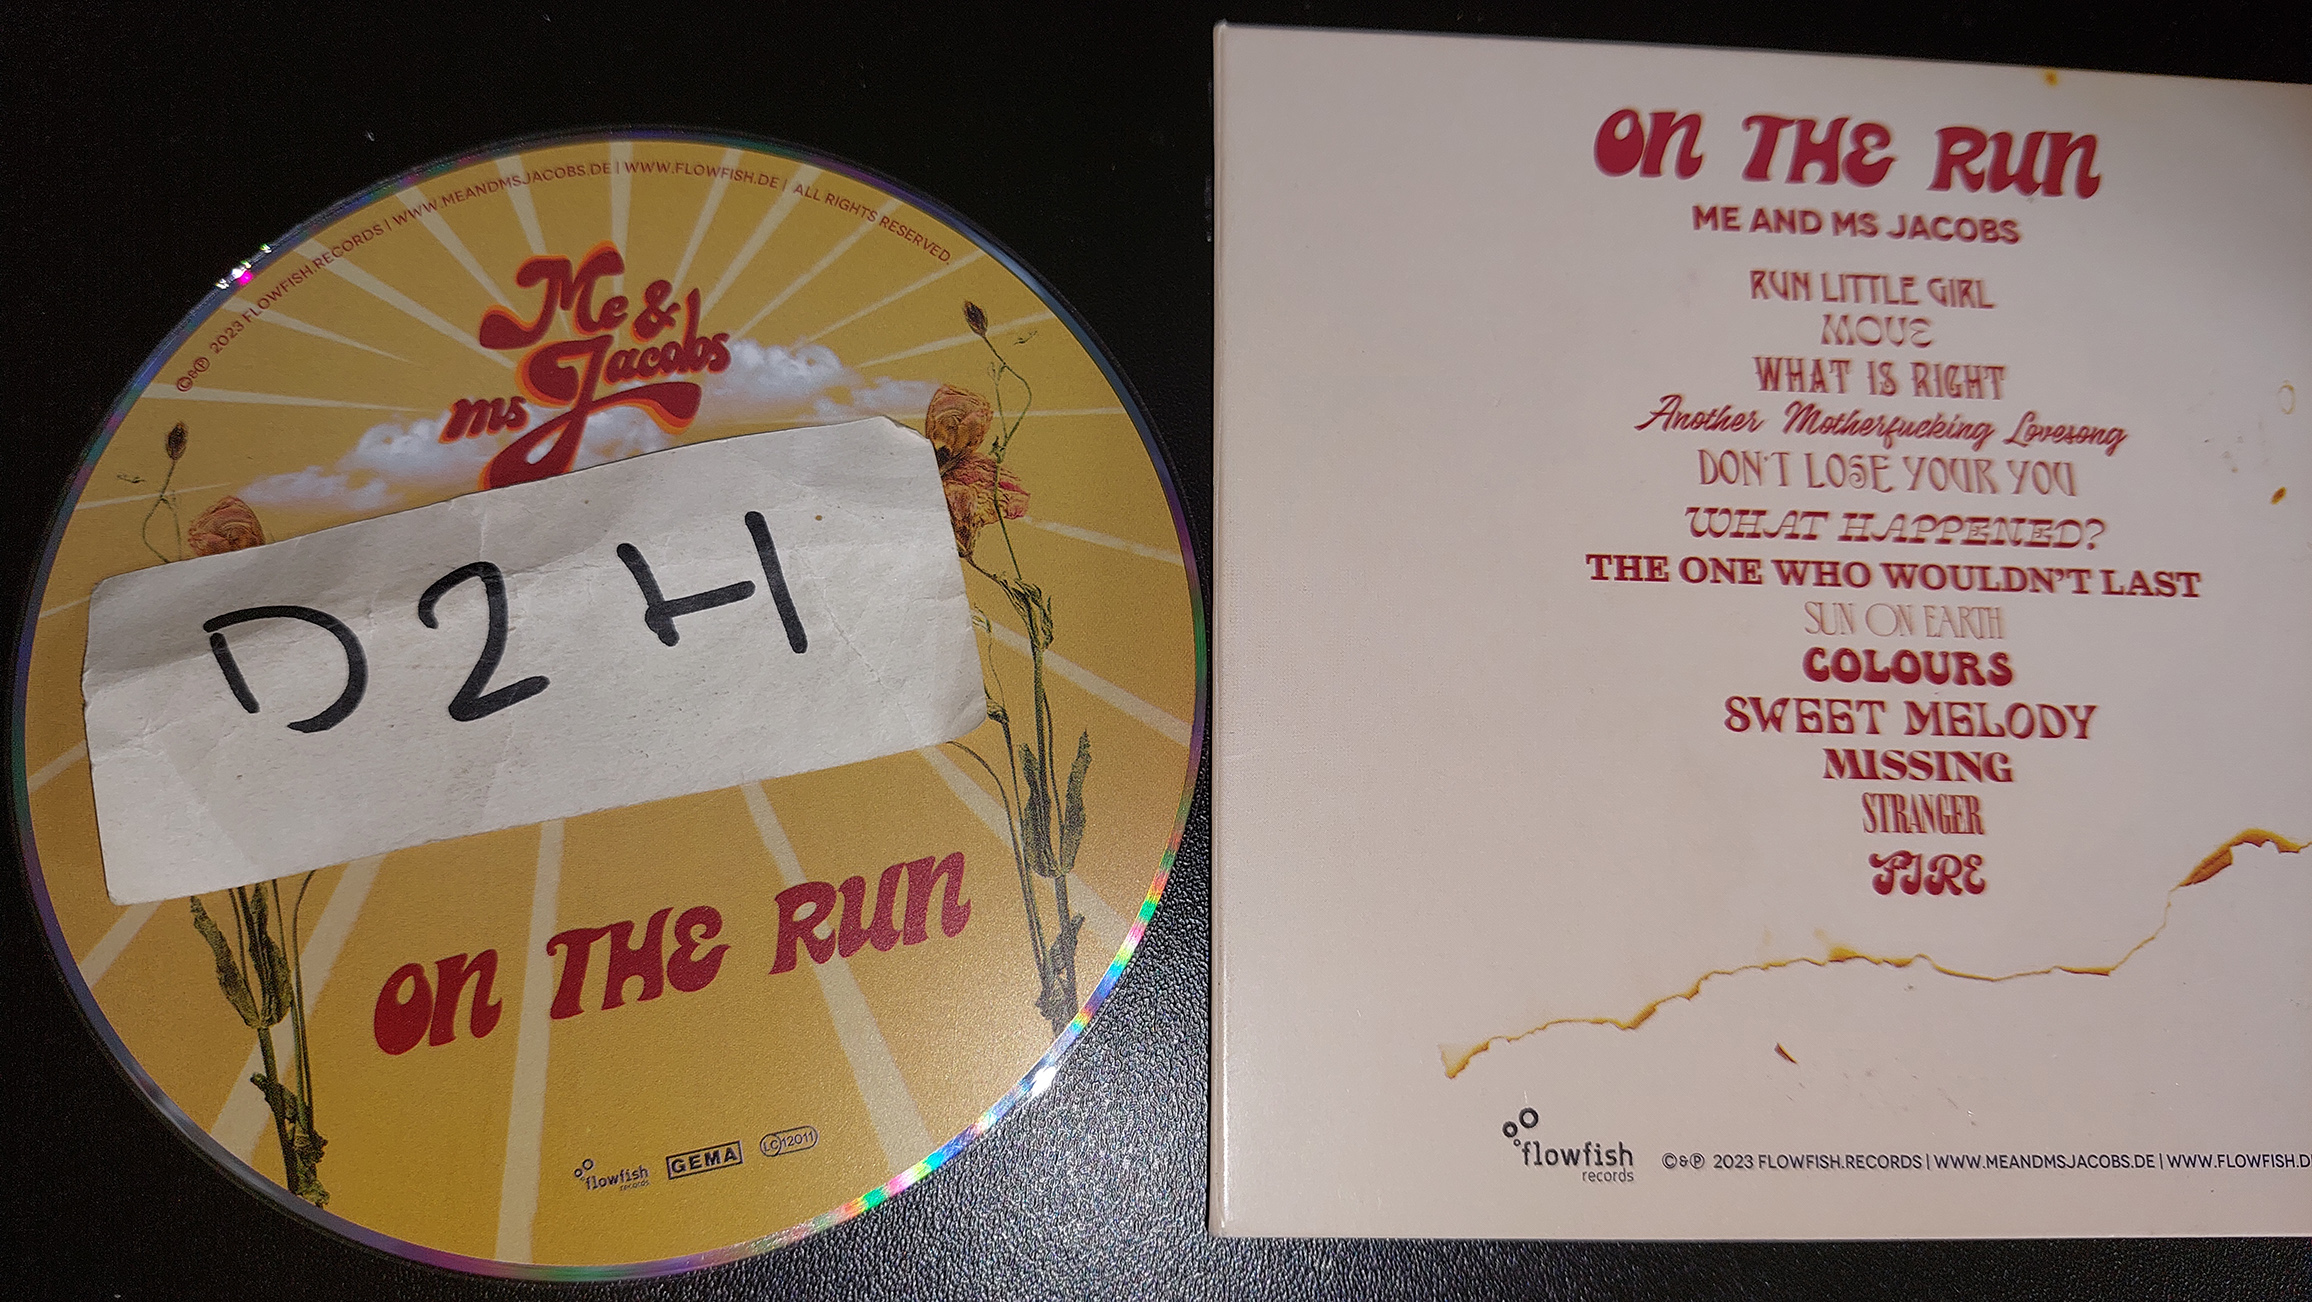 ©&℗ 2023 FLOWFISH.RECORDS | WWW.MEANDMSJACOBS.DE | WWW.FLOWFISH.DE | ALL RIGHTS RESERVED.
Me &
ms Jacobs
D2H
ON THE RUN
flowfish
records
GEMA
LC 12011
ON THE RUN
ME AND MS JACOBS
RUN LITTLE GIRL
MOVE
WHAT IS RIGHT
Another Motherfucking Lovesong
DON'T LOSE YOUR YOU
WHAT HAPPENED?
THE ONE WHO WOULDN'T LAST
SUN ON EARTH
COLOURS
SWEET MELODY
MISSING
STRANGER
FIRE
flowfish
records
©&℗ 2023 FLOWFISH.RECORDS | WWW.MEANDMSJACOBS.DE | WWW.FLOWFISH.D